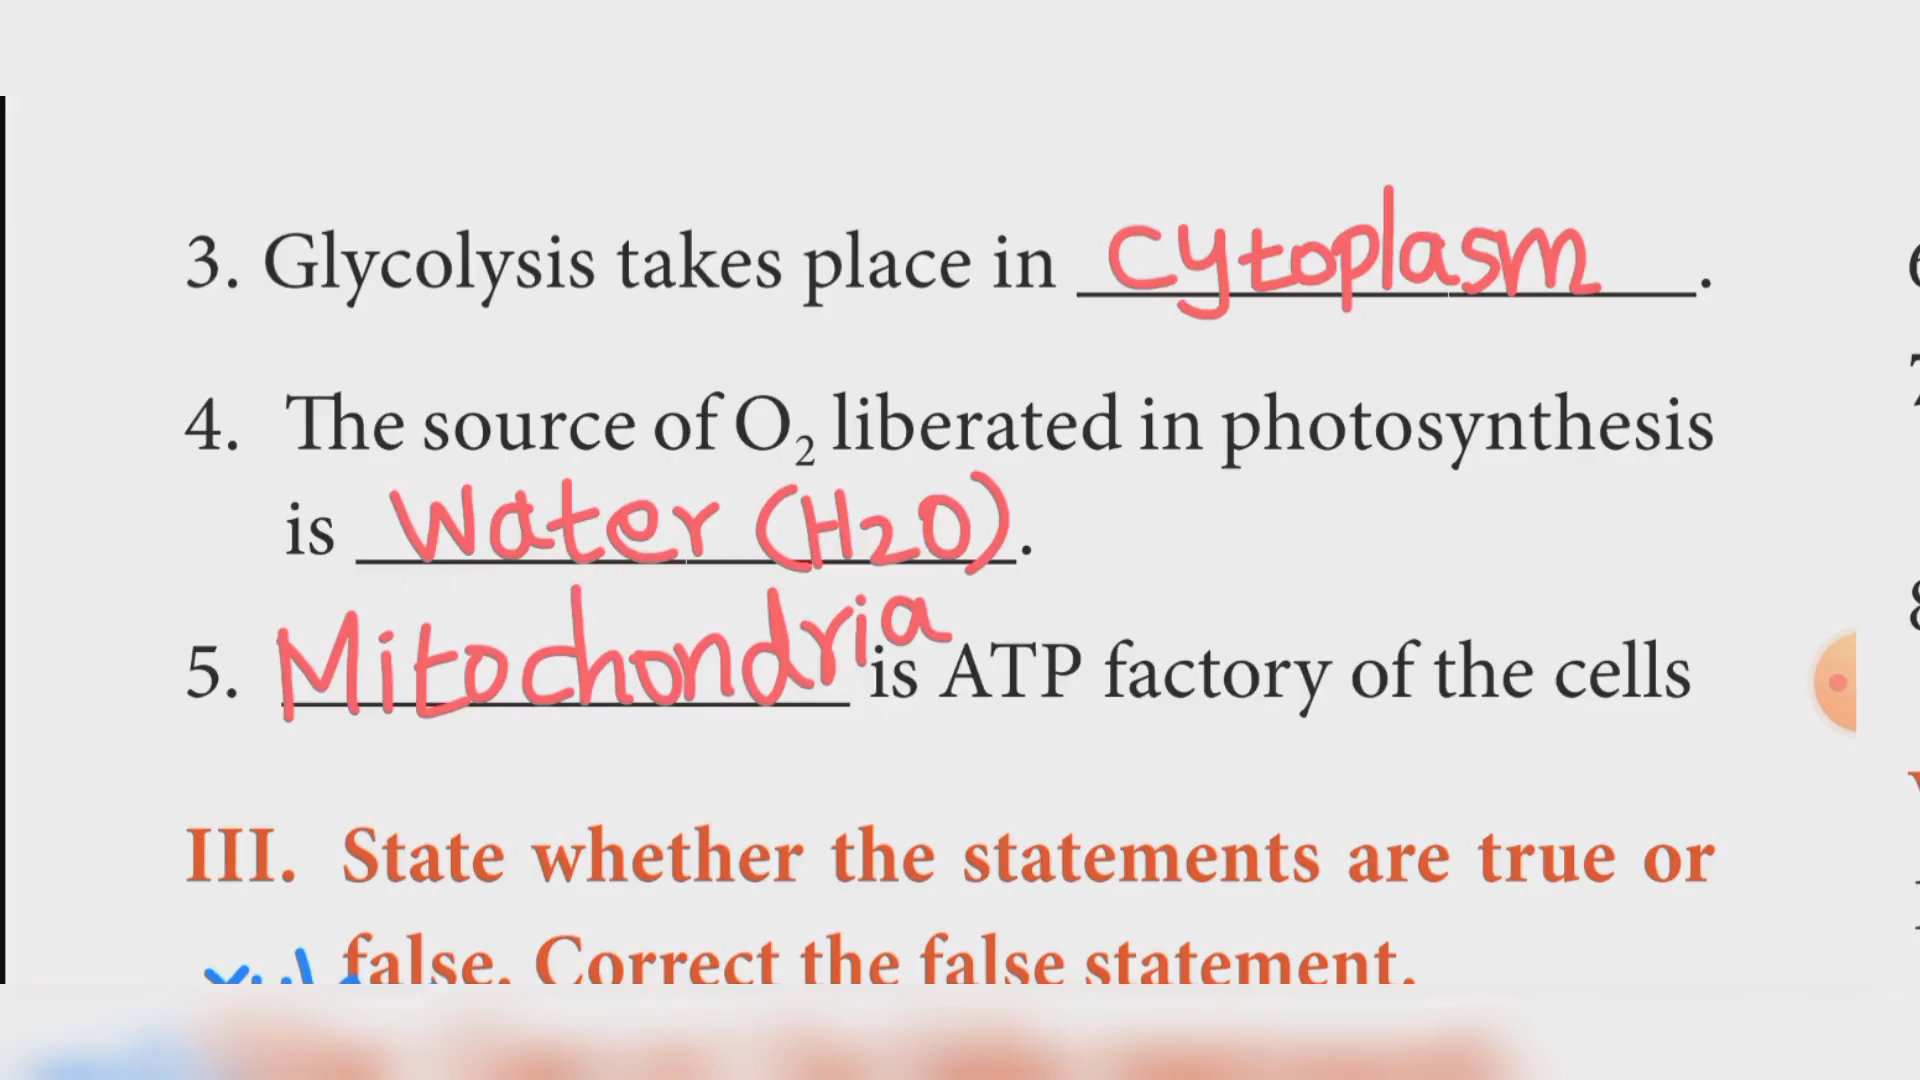 3. Glycolysis takes place in cytoplasm.
4. The source of O₂ liberated in photosynthesis
is Water (H2O).
5. Mitochondria is ATP factory of the cells
III. State whether the statements are true or
false. Correct the false statement.